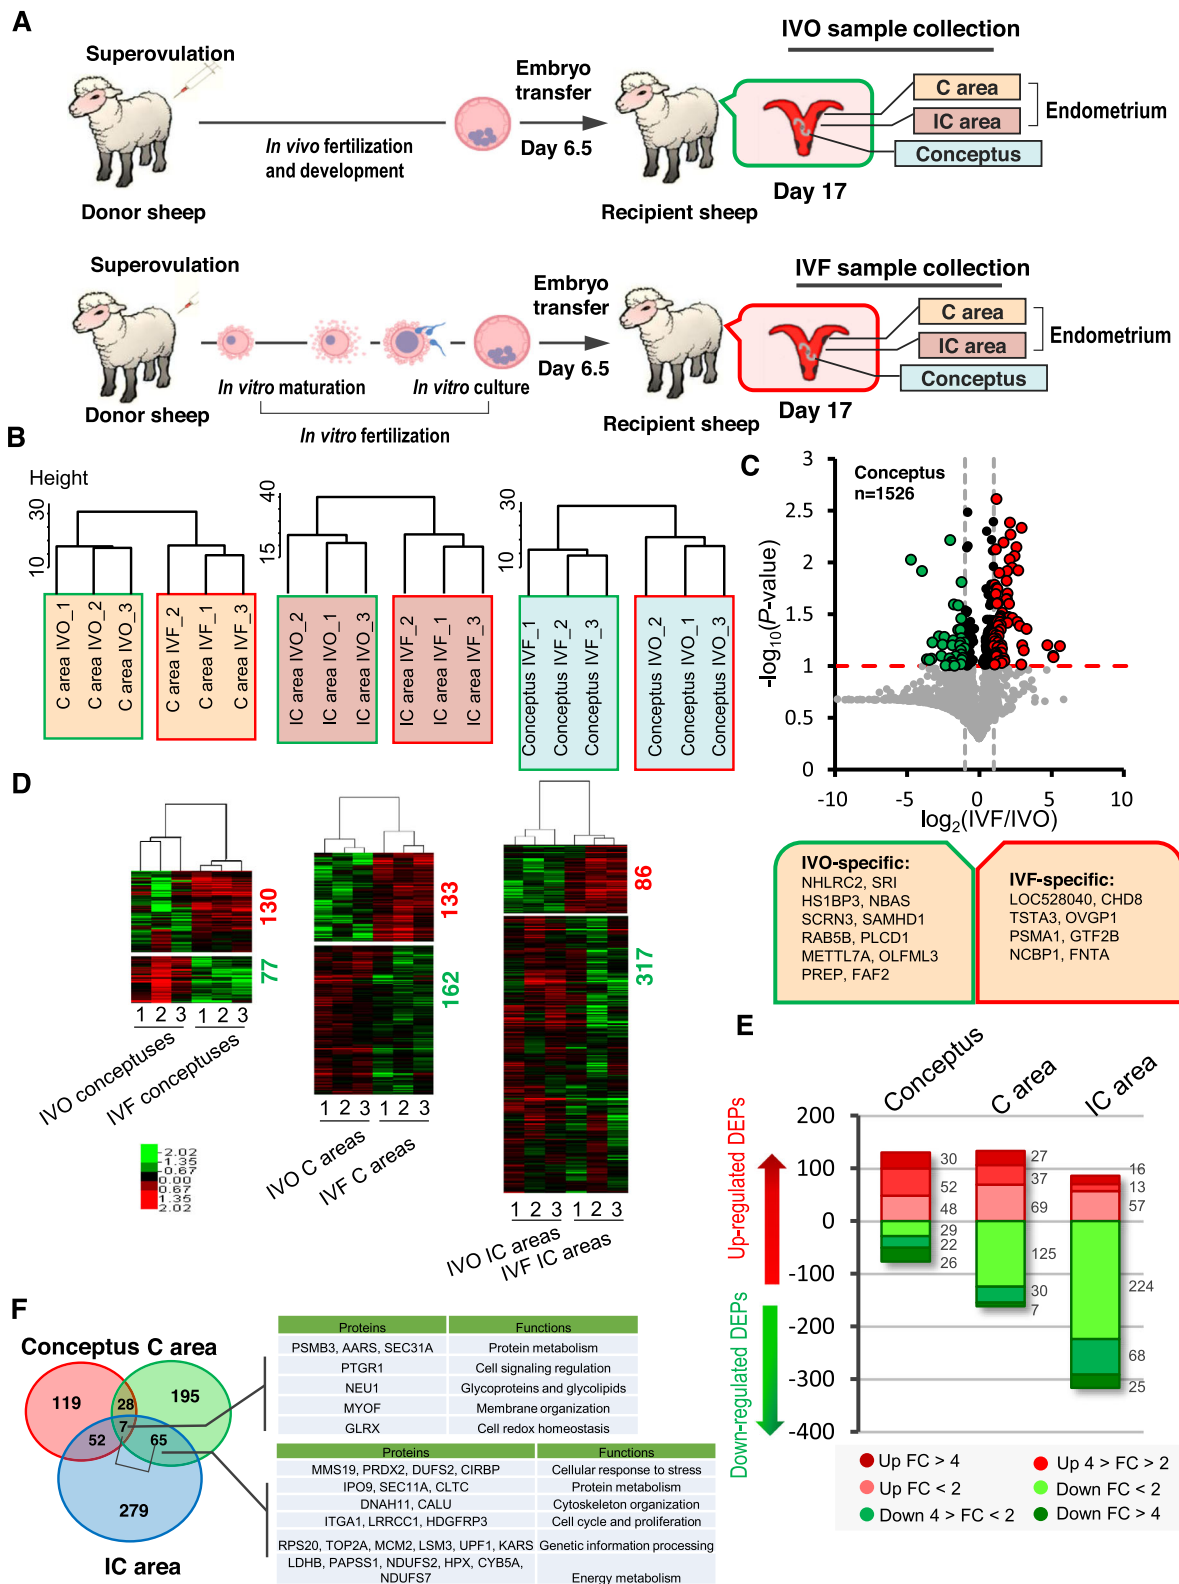 A
IVO sample collection
Superovulation
Embryo
transfer
C area
IC area
Endometrium
Conceptus
In vivo fertilization
and development
Day 6.5
Donor sheep
Recipient sheep
Day 17
Superovulation
IVF sample collection
Embryo
transfer
C area
IC area
Endometrium
Conceptus
In vitro maturation
In vitro culture
Day 6.5
Donor sheep
Recipient sheep
Day 17
In vitro fertilization
B
Height
30
10
C area IVO_1
C area IVO_2
C area IVO_3
C area IVF_2
C area IVF_1
C area IVF_3
40
15
IC area IVO_2
IC area IVO_1
IC area IVO_3
IC area IVF_2
IC area IVF_1
IC area IVF_3
30
10
Conceptus IVF_1
Conceptus IVF_2
Conceptus IVF_3
Conceptus IVO_2
Conceptus IVO_1
Conceptus IVO_3
C
Conceptus
n=1526
3
2.5
2
1.5
1
0.5
0
-log10(P-value)
-10
-5
0
5
10
log2(IVF/IVO)
IVO-specific:
NHLRC2, SRI
HS1BP3, NBAS
SCRN3, SAMHD1
RAB5B, PLCD1
METTL7A, OLFML3
PREP, FAF2
IVF-specific:
LOC528040, CHD8
TSTA3, OVGP1
PSMA1, GTF2B
NCBP1, FNTA
D
130
77
1 2 3 1 2 3
IVO conceptuses
IVF conceptuses
133
162
1 2 3 1 2 3
IVO C areas
IVF C areas
86
317
1 2 3 1 2 3
IVO IC areas
IVF IC areas
-2.02
-1.35
-0.67
0.00
0.67
1.35
2.02
E
Conceptus
C area
IC area
Up-regulated DEPs
Down-regulated DEPs
200
100
0
-100
-200
-300
-400
30
52
48
29
22
26
27
37
69
125
30
7
16
13
57
224
68
25
Up FC > 4
Up 4 > FC > 2
Up FC < 2
Down FC < 2
Down 4 > FC < 2
Down FC > 4
F
Conceptus
C area
IC area
119
28
195
7
52
65
279
Proteins Functions
PSMB3, AARS, SEC31A Protein metabolism
PTGR1 Cell signaling regulation
NEU1 Glycoproteins and glycolipids
MYOF Membrane organization
GLRX Cell redox homeostasis
Proteins Functions
MMS19, PRDX2, DUFS2, CIRBP Cellular response to stress
IPO9, SEC11A, CLTC Protein metabolism
DNAH11, CALU Cytoskeleton organization
ITGA1, LRRCC1, HDGFRP3 Cell cycle and proliferation
RPS20, TOP2A, MCM2, LSM3, UPF1, KARS Genetic information processing
LDHB, PAPSS1, NDUFS2, HPX, CYB5A,
NDUFS7 Energy metabolism